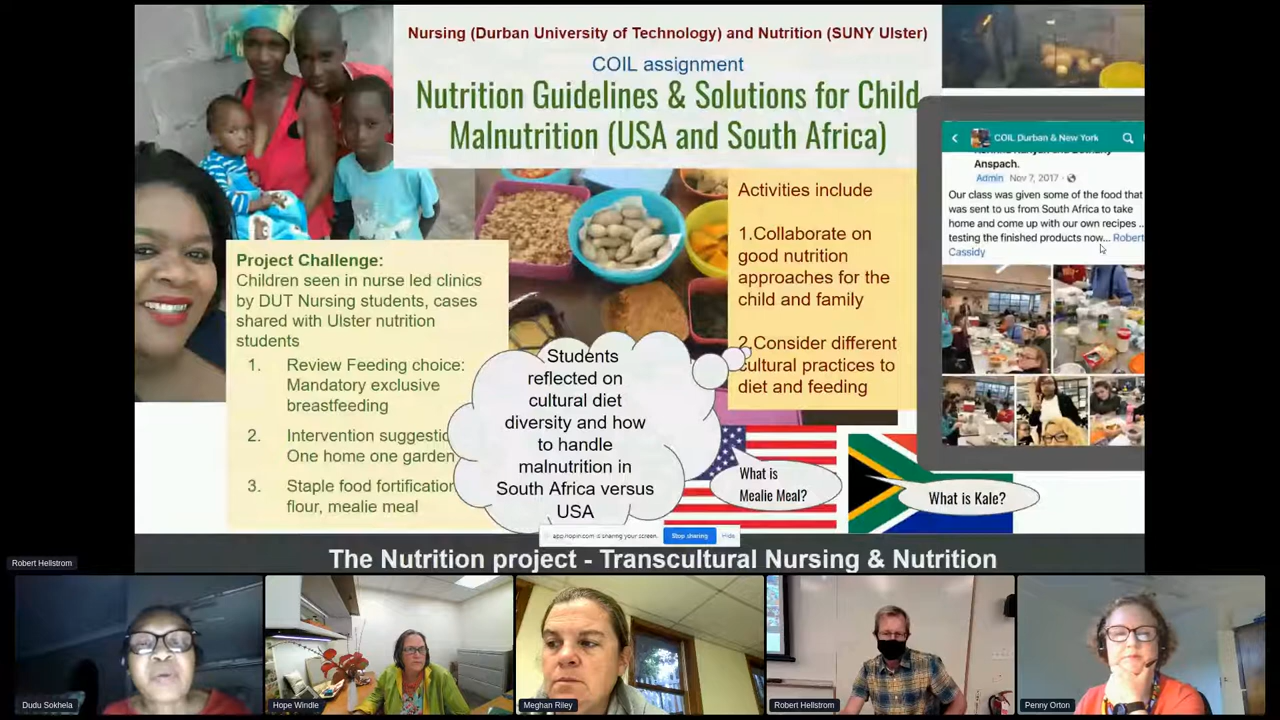 Nursing (Durban University of Technology) and Nutrition (SUNY Ulster)
COIL assignment
Nutrition Guidelines & Solutions for Child
Malnutrition (USA and South Africa)
Project Challenge:
Children seen in nurse led clinics
by DUT Nursing students, cases
shared with Ulster nutrition
students
1. Review Feeding choice:
Mandatory exclusive
breastfeeding
2. Intervention
One home one garden
3. Staple food fortification
flour, mealie meal
Students
reflected on
cultural diet
diversity and how
to handle
malnutrition in
South Africa versus
USA
Activities include
1.Collaborate on
good nutrition
approaches for the
child and family
2.Consider different
cultural practices to
diet and feeding
COIL Durban & New York
Anspach.
Admin Nov 7, 2017
Our class was given some of the food that
was sent to us from South Africa to take
home and come up with our own recipes ..
testing the finished products now... Robert
Cassidy
What is
Mealie Meal?
What is Kale?
app.hopin.com is sharing your screen.
Stop sharing
Hide
The Nutrition project - Transcultural Nursing & Nutrition
Robert Hellstrom
Dudu Sokhela
Hope Windle
Meghan Riley
Robert Hellstrom
Penny Orton